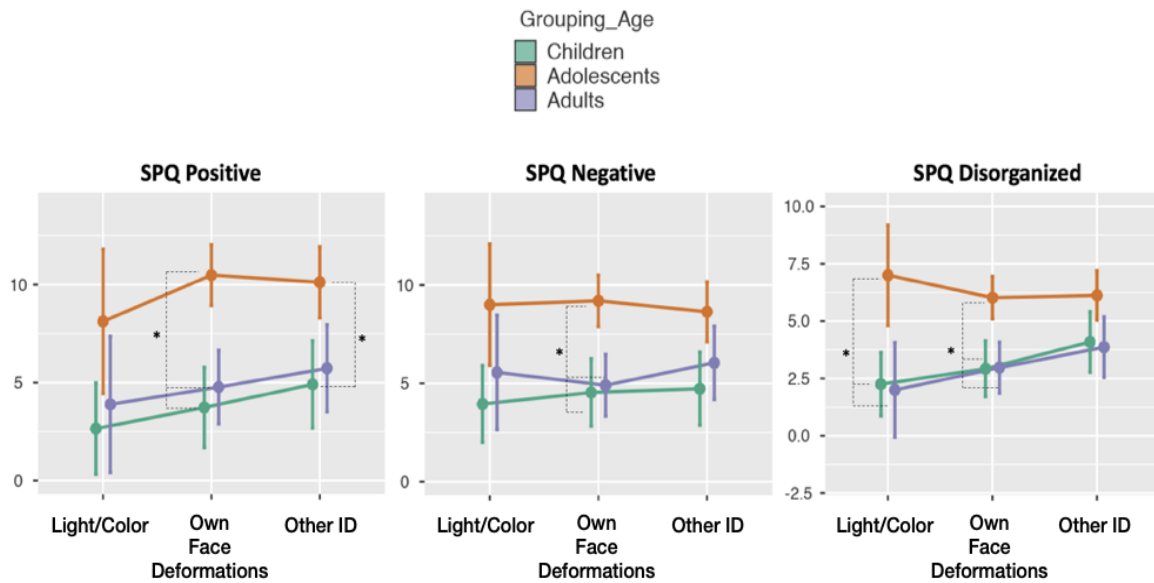 Grouping_Age
Children
Adolescents
Adults
SPQ Positive
10
5
0
*
*
Light/Color
Own
Face
Deformations
Other ID
SPQ Negative
10
5
0
*
Light/Color
Own
Face
Deformations
Other ID
SPQ Disorganized
10.0
7.5
5.0
2.5
0.0
-2.5
*
*
Light/Color
Own
Face
Deformations
Other ID